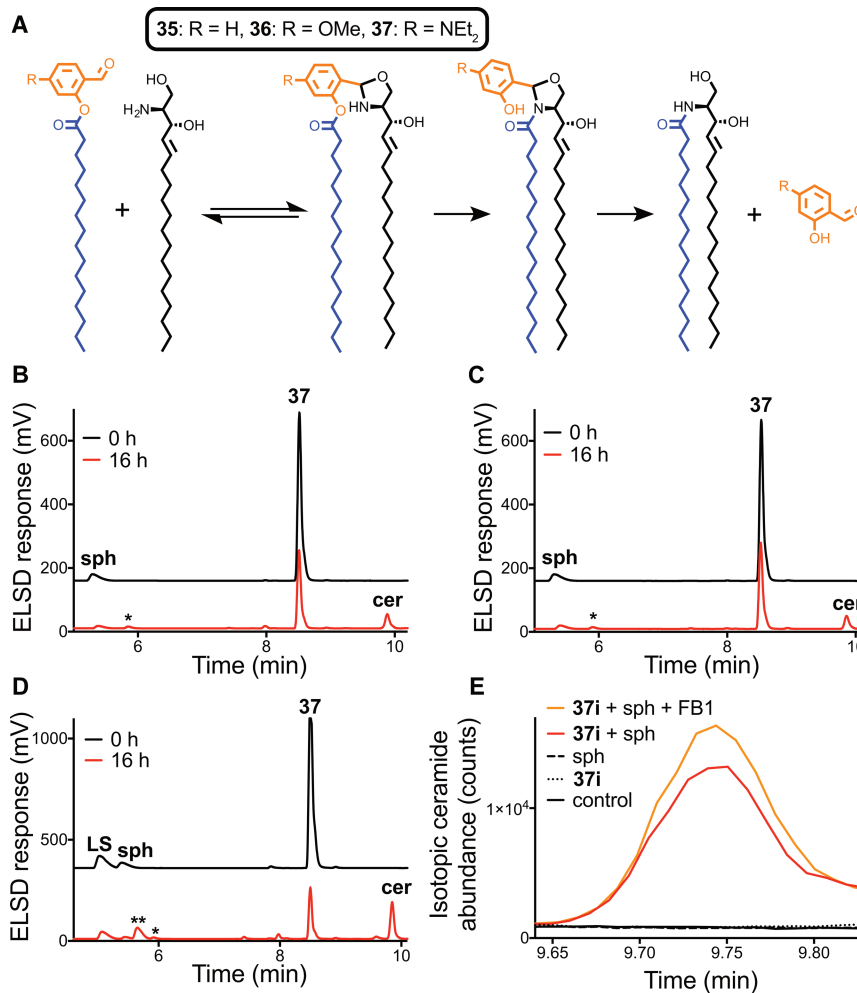 A
35: R = H, 36: R = OMe, 37: R = NEt2
R
O
O
O
HO
H2N
OH
+
R
O
O
HN
O
OH
R
OH
O
N
O
OH
HO
NH
O
OH
+
R
O
OH
B
37
0 h
16 h
600
400
200
0
sph
*
cer
6
8
10
ELSD response (mV)
Time (min)
C
37
0 h
16 h
600
400
200
0
sph
*
cer
6
8
10
ELSD response (mV)
Time (min)
D
37
0 h
16 h
1000
500
0
LS
sph
**
*
cer
6
8
10
ELSD response (mV)
Time (min)
E
37i + sph + FB1
37i + sph
sph
37i
control
1×10⁴
9.65
9.70
9.75
9.80
Isotopic ceramide
abundance (counts)
Time (min)